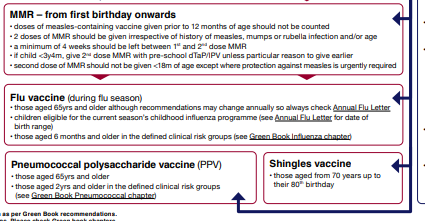 MMR – from first birthday onwards
• doses of measles-containing vaccine given prior to 12 months of age should not be counted
• 2 doses of MMR should be given irrespective of history of measles, mumps or rubella infection and/or age
• a minimum of 4 weeks should be left between 1st and 2nd dose MMR
• if child <3y4m, give 2nd dose MMR with pre-school dTaP/IPV unless particular reason to give earlier
• second dose of MMR should not be given <18m of age except where protection against measles is urgently required
Flu vaccine (during flu season)
• those aged 65yrs and older although recommendations may change annually so always check Annual Flu Letter
• children eligible for the current season's childhood influenza programme (see Annual Flu Letter for date of
birth range)
• those aged 6 months and older in the defined clinical risk groups (see Green Book Influenza chapter)
Pneumococcal polysaccharide vaccine (PPV)
• those aged 65yrs and older
• those aged 2yrs and older in the defined clinical risk groups
(see Green Book Pneumococcal chapter)
Shingles vaccine
• those aged from 70 years up to
their 80th birthday
as per Green Book recommendations.